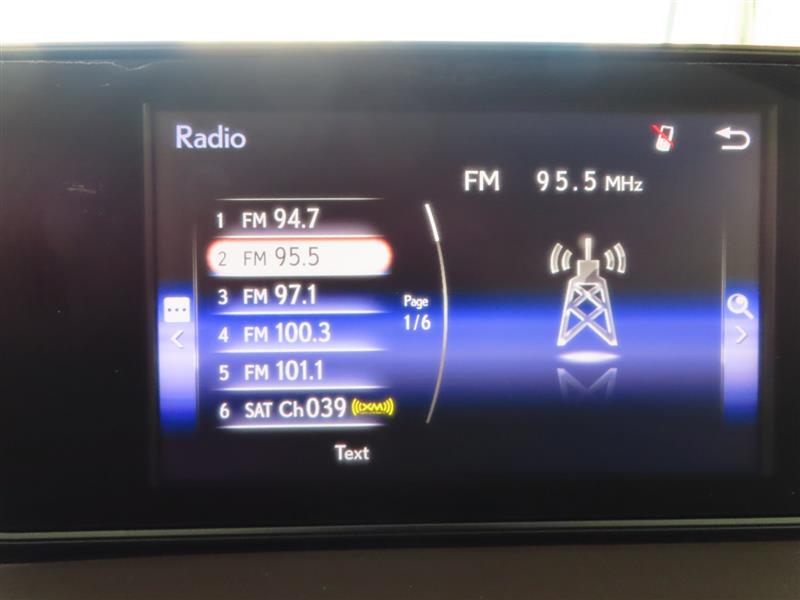 Radio
FM 95.5 MHz
1 FM 94.7
2 FM 95.5
3 FM 97.1
4 FM 100.3
5 FM 101.1
6 SAT Ch039 ((XM))
Page
1/6
Text